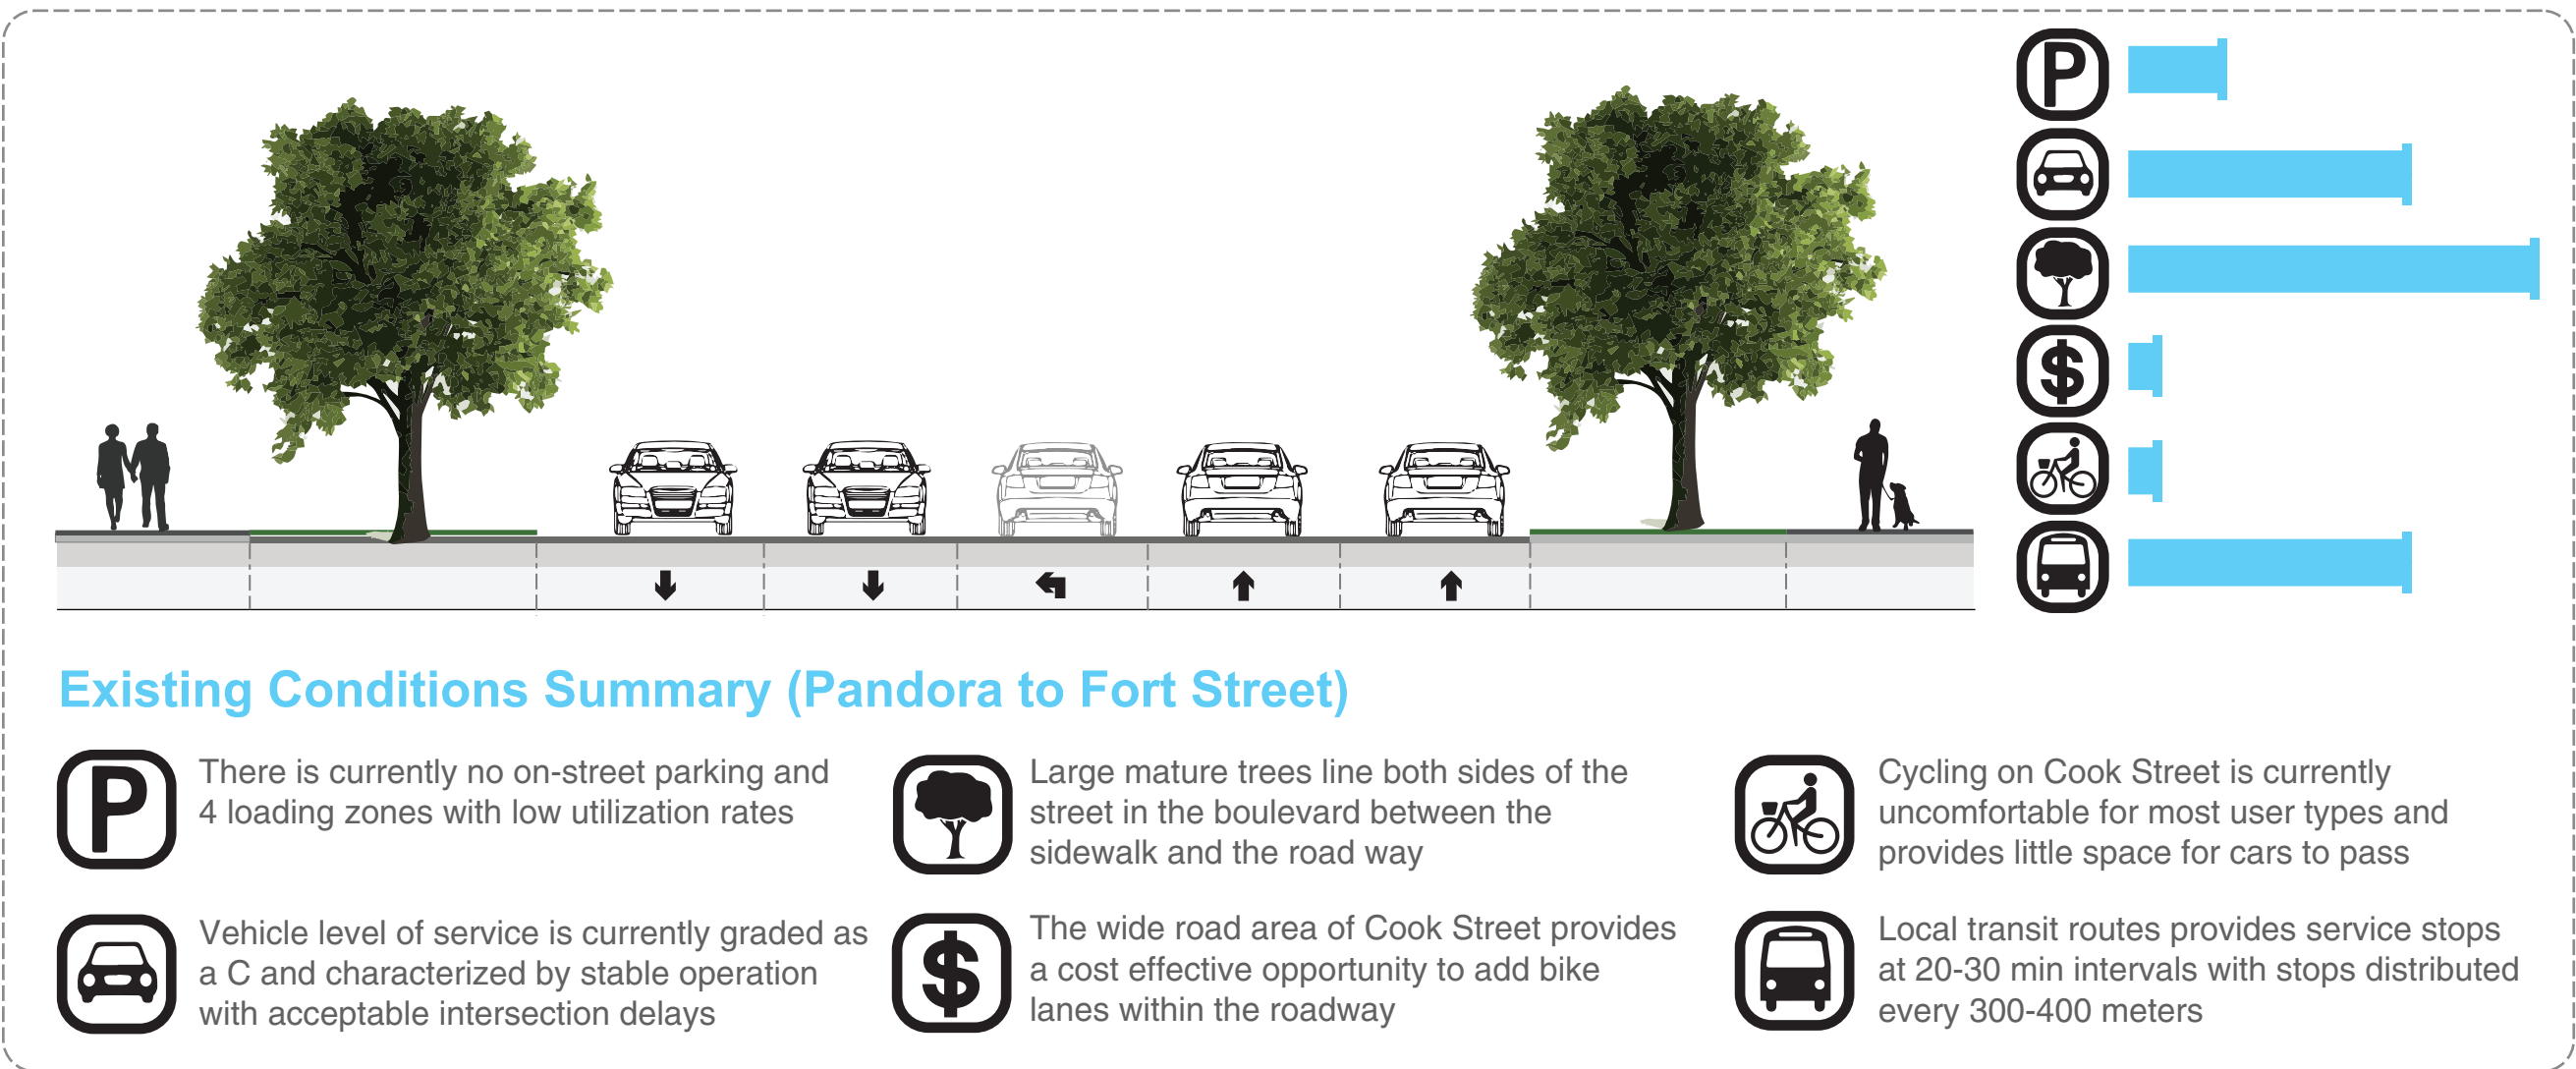 P
$
Existing Conditions Summary (Pandora to Fort Street)
P
There is currently no on-street parking and
4 loading zones with low utilization rates
Vehicle level of service is currently graded as
a C and characterized by stable operation
with acceptable intersection delays
Large mature trees line both sides of the
street in the boulevard between the
sidewalk and the road way
$
The wide road area of Cook Street provides
a cost effective opportunity to add bike
lanes within the roadway
Cycling on Cook Street is currently
uncomfortable for most user types and
provides little space for cars to pass
Local transit routes provides service stops
at 20-30 min intervals with stops distributed
every 300-400 meters